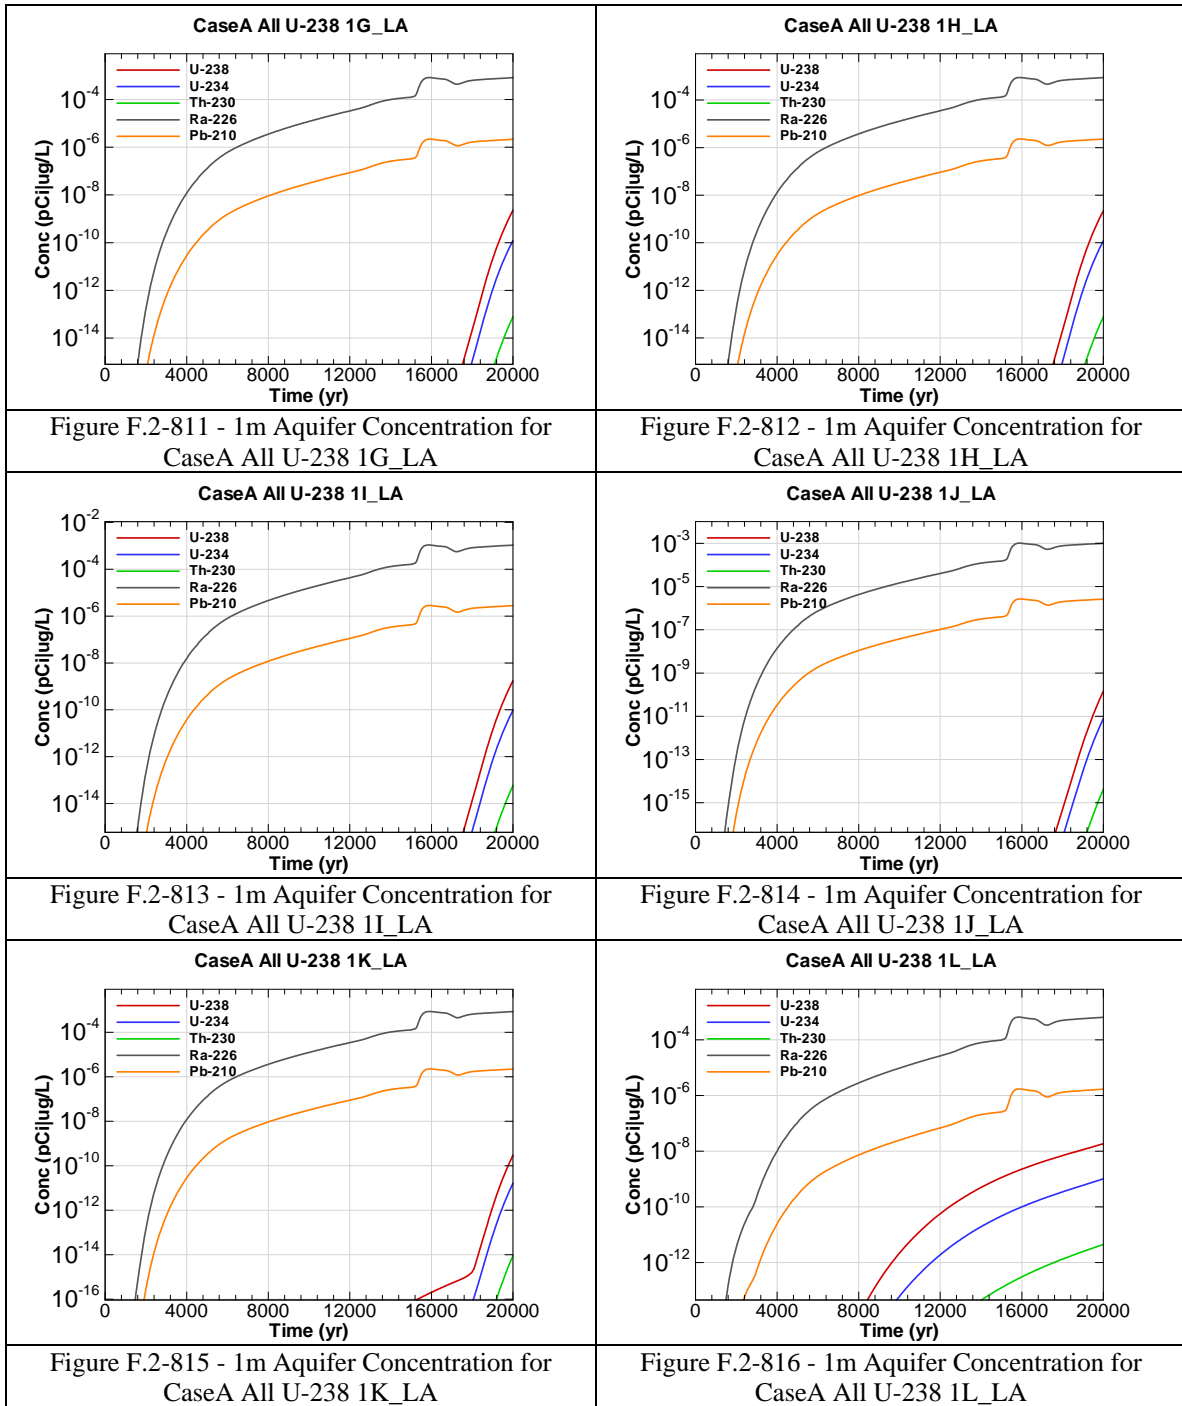 CaseA All U-238 1G_LA
U-238
U-234
Th-230
Ra-226
Pb-210
Conc (pCi|ug/L)
10-4
10-6
10-8
10-10
10-12
10-14
0 4000 8000 12000 16000 20000
Time (yr)
Figure F.2-811 - 1m Aquifer Concentration for
CaseA All U-238 1G_LA
CaseA All U-238 1H_LA
U-238
U-234
Th-230
Ra-226
Pb-210
Conc (pCi|ug/L)
10-4
10-6
10-8
10-10
10-12
10-14
0 4000 8000 12000 16000 20000
Time (yr)
Figure F.2-812 - 1m Aquifer Concentration for
CaseA All U-238 1H_LA
CaseA All U-238 1I_LA
U-238
U-234
Th-230
Ra-226
Pb-210
Conc (pCi|ug/L)
10-2
10-4
10-6
10-8
10-10
10-12
10-14
0 4000 8000 12000 16000 20000
Time (yr)
Figure F.2-813 - 1m Aquifer Concentration for
CaseA All U-238 1I_LA
CaseA All U-238 1J_LA
U-238
U-234
Th-230
Ra-226
Pb-210
Conc (pCi|ug/L)
10-3
10-5
10-7
10-9
10-11
10-13
10-15
0 4000 8000 12000 16000 20000
Time (yr)
Figure F.2-814 - 1m Aquifer Concentration for
CaseA All U-238 1J_LA
CaseA All U-238 1K_LA
U-238
U-234
Th-230
Ra-226
Pb-210
Conc (pCi|ug/L)
10-4
10-6
10-8
10-10
10-12
10-14
10-16
0 4000 8000 12000 16000 20000
Time (yr)
Figure F.2-815 - 1m Aquifer Concentration for
CaseA All U-238 1K_LA
CaseA All U-238 1L_LA
U-238
U-234
Th-230
Ra-226
Pb-210
Conc (pCi|ug/L)
10-4
10-6
10-8
10-10
10-12
0 4000 8000 12000 16000 20000
Time (yr)
Figure F.2-816 - 1m Aquifer Concentration for
CaseA All U-238 1L_LA